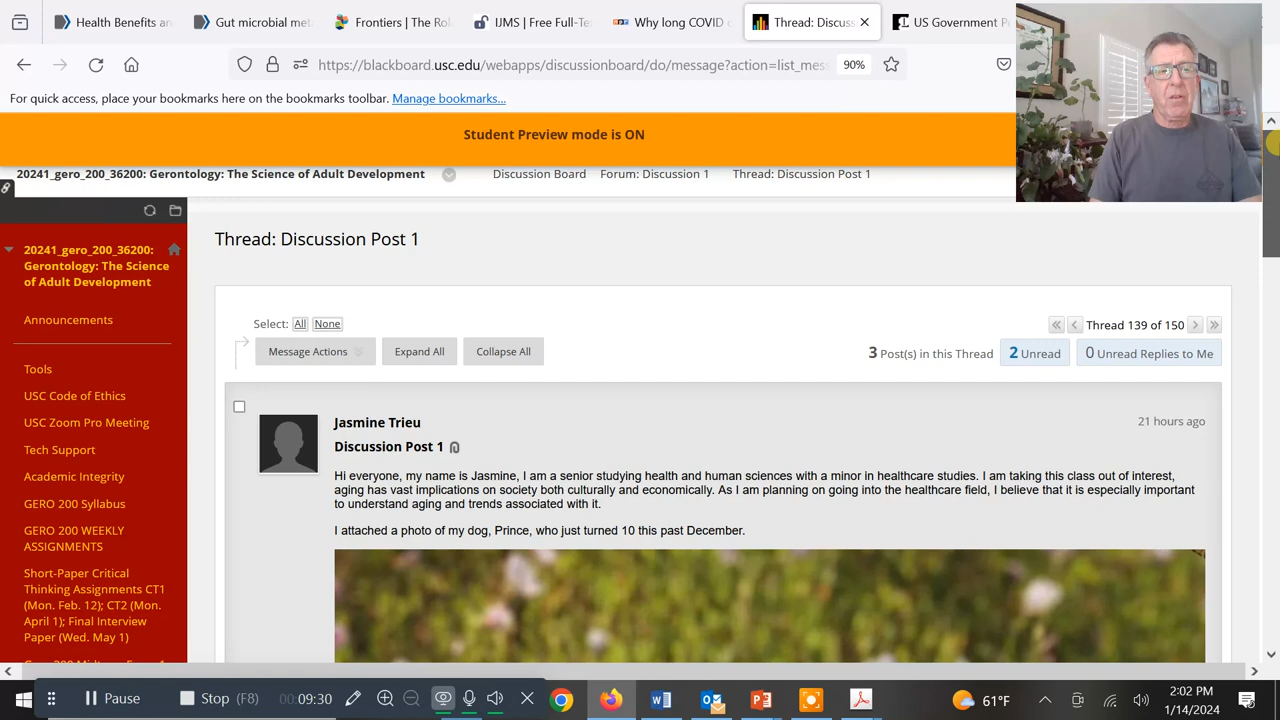 Health Benefits an
Gut microbial met
Frontiers | The Rol
IJMS | Free Full-Te
Why long COVID c
Thread: Discuss
US Government P
https://blackboard.usc.edu/webapps/discussionboard/do/message?action=list_mess
90%
For quick access, place your bookmarks here on the bookmarks toolbar. Manage bookmarks...
Student Preview mode is ON
20241_gero_200_36200: Gerontology: The Science of Adult Development
Discussion Board
Forum: Discussion 1
Thread: Discussion Post 1
20241_gero_200_36200:
Gerontology: The Science
of Adult Development
Announcements
Tools
USC Code of Ethics
USC Zoom Pro Meeting
Tech Support
Academic Integrity
GERO 200 Syllabus
GERO 200 WEEKLY
ASSIGNMENTS
Short-Paper Critical
Thinking Assignments CT1
(Mon. Feb. 12); CT2 (Mon.
April 1); Final Interview
Paper (Wed. May 1)
Thread: Discussion Post 1
Select: All None
Thread 139 of 150
Message Actions
Expand All
Collapse All
3 Post(s) in this Thread
2 Unread
0 Unread Replies to Me
Jasmine Trieu
21 hours ago
Discussion Post 1
Hi everyone, my name is Jasmine, I am a senior studying health and human sciences with a minor in healthcare studies. I am taking this class out of interest,
aging has vast implications on society both culturally and economically. As I am planning on going into the healthcare field, I believe that it is especially important
to understand aging and trends associated with it.
I attached a photo of my dog, Prince, who just turned 10 this past December.
Pause
Stop (F8)
00:09:30
61°F
2:02 PM
1/14/2024